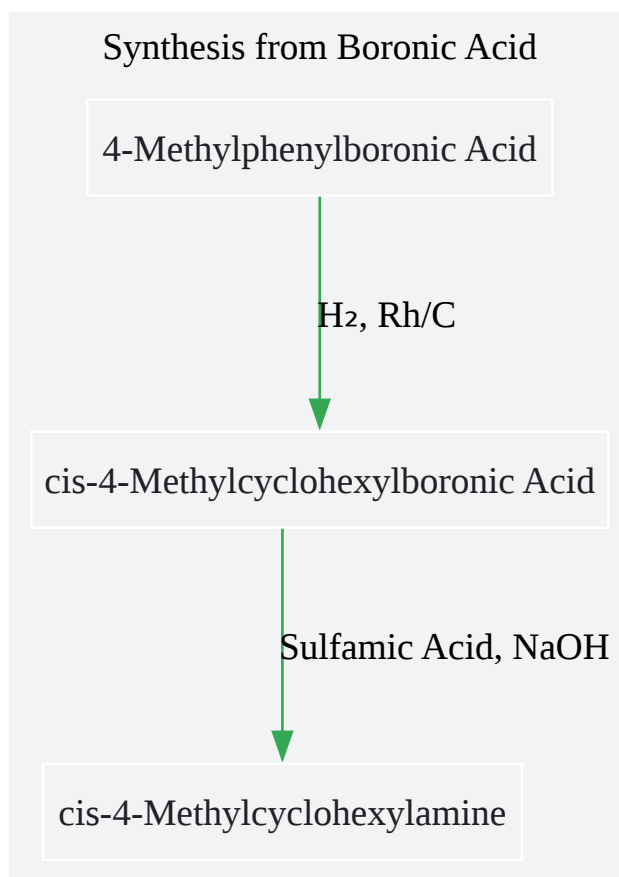 Synthesis from Boronic Acid
4-Methylphenylboronic Acid
H₂, Rh/C
cis-4-Methylcyclohexylboronic Acid
Sulfamic Acid, NaOH
cis-4-Methylcyclohexylamine